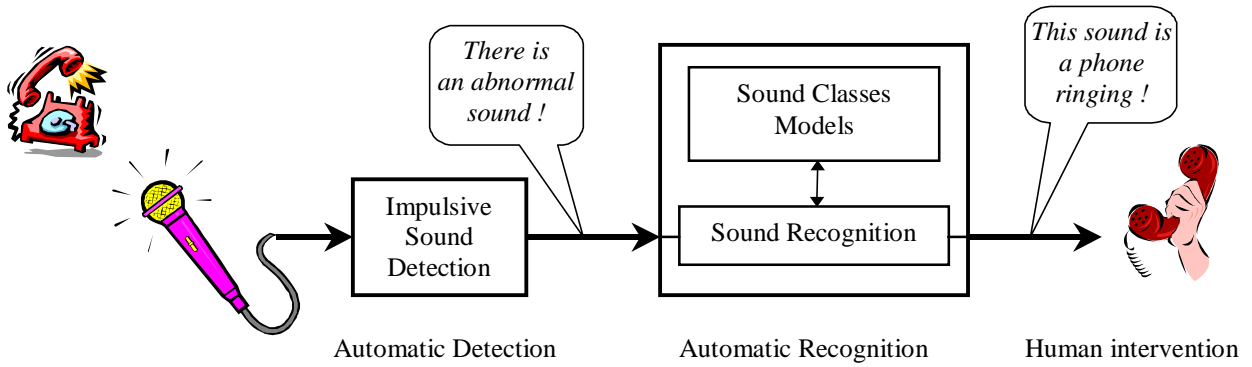 There is
an abnormal
sound !
This sound is
a phone
ringing !
Sound Classes
Models
Impulsive
Sound
Detection
Sound Recognition
Automatic Detection
Automatic Recognition
Human intervention